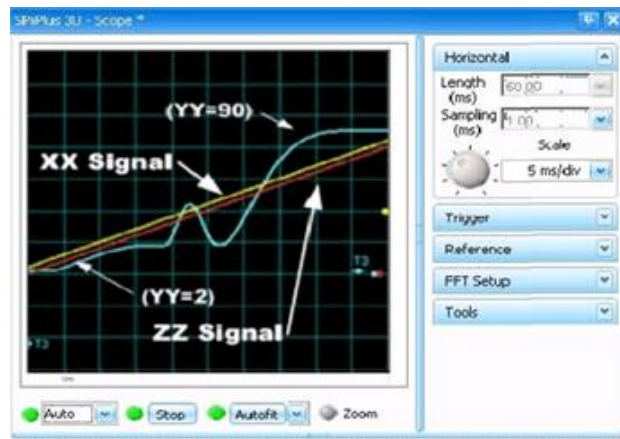 SPiiPlus 3U - Scope *
Horizontal
Length
(ms)
60.00
Sampling
(ms)
1.00
Scale
5 ms/div
Trigger
Reference
FFT Setup
Tools
(YY=90)
XX Signal
T3
(YY=2)
ZZ Signal
T3
Auto
Stop
Autofit
Zoom